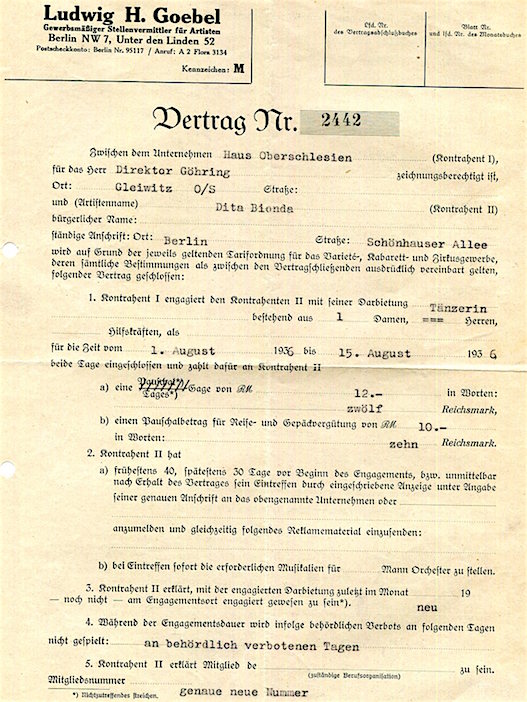 Ludwig H. Goebel
Gewerbsmäßiger Stellenvermittler für Artisten
Berlin NW 7, Unter den Linden 52
Postscheckkonto: Berlin Nr. 95117 / Anruf: A 2 Flora 3134
Kennzeichen: M
Lfd. Nr.
des Vertragsabschlußbuches
Blatt Nr.
und lfd. Nr. des Monatsbuches
Vertrag Nr. 2442
Zwischen dem Unternehmen Haus Oberschlesien (Kontrahent I),
für das Herr Direktor Göhring zeichnungsberechtigt ist,
Ort: Gleiwitz O/S Straße:
und (Artistenname) Dita Bionda (Kontrahent II)
bürgerlicher Name:
ständige Anschrift: Ort: Berlin Straße: Schönhauser Allee
wird auf Grund der jeweils geltenden Tarifordnung für das Varieté-, Kabarett- und Zirkusgewerbe,
deren sämtliche Bestimmungen als zwischen den Vertragschließenden ausdrücklich vereinbart gelten,
folgender Vertrag geschlossen:
1. Kontrahent I engagiert den Kontrahenten II mit seiner Darbietung Tänzerin
bestehend aus 1 Damen, === Herren,
Hilfskräften, als
für die Zeit vom 1. August 1936 bis 15. August 1936
beide Tage eingeschlossen und zahlt dafür an Kontrahent II
a) eine Pauschal*) Tages*) Gage von RM 12.- in Worten:
zwölf Reichsmark,
b) einen Pauschalbetrag für Reise- und Gepäckvergütung von RM 10.-
in Worten: zehn Reichsmark.
2. Kontrahent II hat
a) frühestens 40, spätestens 30 Tage vor Beginn des Engagements, bzw. unmittelbar
nach Erhalt des Vertrages sein Eintreffen durch eingeschriebene Anzeige unter Angabe
seiner genauen Anschrift an das obengenannte Unternehmen oder
anzumelden und gleichzeitig folgendes Reklamematerial einzusenden:
b) bei Eintreffen sofort die erforderlichen Musikalien für Mann Orchester zu stellen.
3. Kontrahent II erklärt, mit der engagierten Darbietung zuletzt im Monat 19
— noch nicht — am Engagementsort engagiert gewesen zu sein*). neu
4. Während der Engagementsdauer wird infolge behördlichen Verbots an folgenden Tagen
nicht gespielt: an behördlich verbotenen Tagen
5. Kontrahent II erklärt Mitglied de zu sein.
(zuständige Berufsorganisation)
Mitgliedsnummer genaue neue Nummer
*) Nichtzutreffendes streichen.